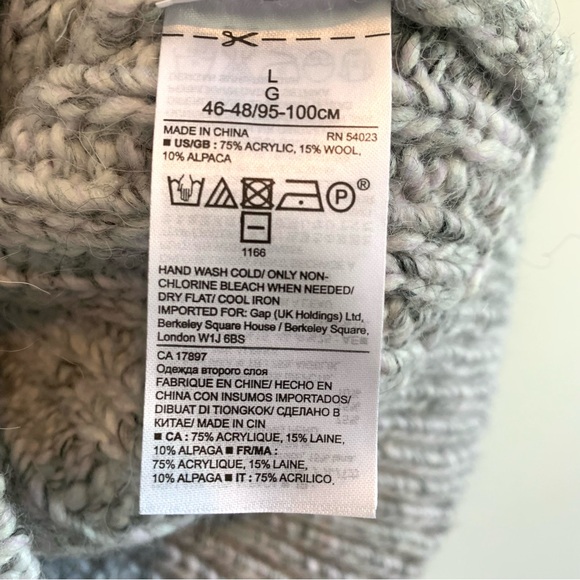 L
G
46-48/95-100CM
MADE IN CHINA RN 54023
■ US/GB : 75% ACRYLIC, 15% WOOL,
10% ALPACA
P®
1166
HAND WASH COLD/ ONLY NON-
CHLORINE BLEACH WHEN NEEDED/
DRY FLAT/ COOL IRON
IMPORTED FOR: Gap (UK Holdings) Ltd,
Berkeley Square House / Berkeley Square,
London W1J 6BS
CA 17897
Одежда второго слоя
FABRIQUE EN CHINE/ HECHO EN
CHINA CON INSUMOS IMPORTADOS/
DIBUAT DI TIONGKOK/ СДЕЛАНО В
КИТАЕ/ MADE IN CIN
■ CA : 75% ACRYLIQUE, 15% LAINE,
10% ALPAGA ■ FR/MA :
75% ACRYLIQUE, 15% LAINE,
10% ALPAGA ■ IT : 75% ACRILICO,